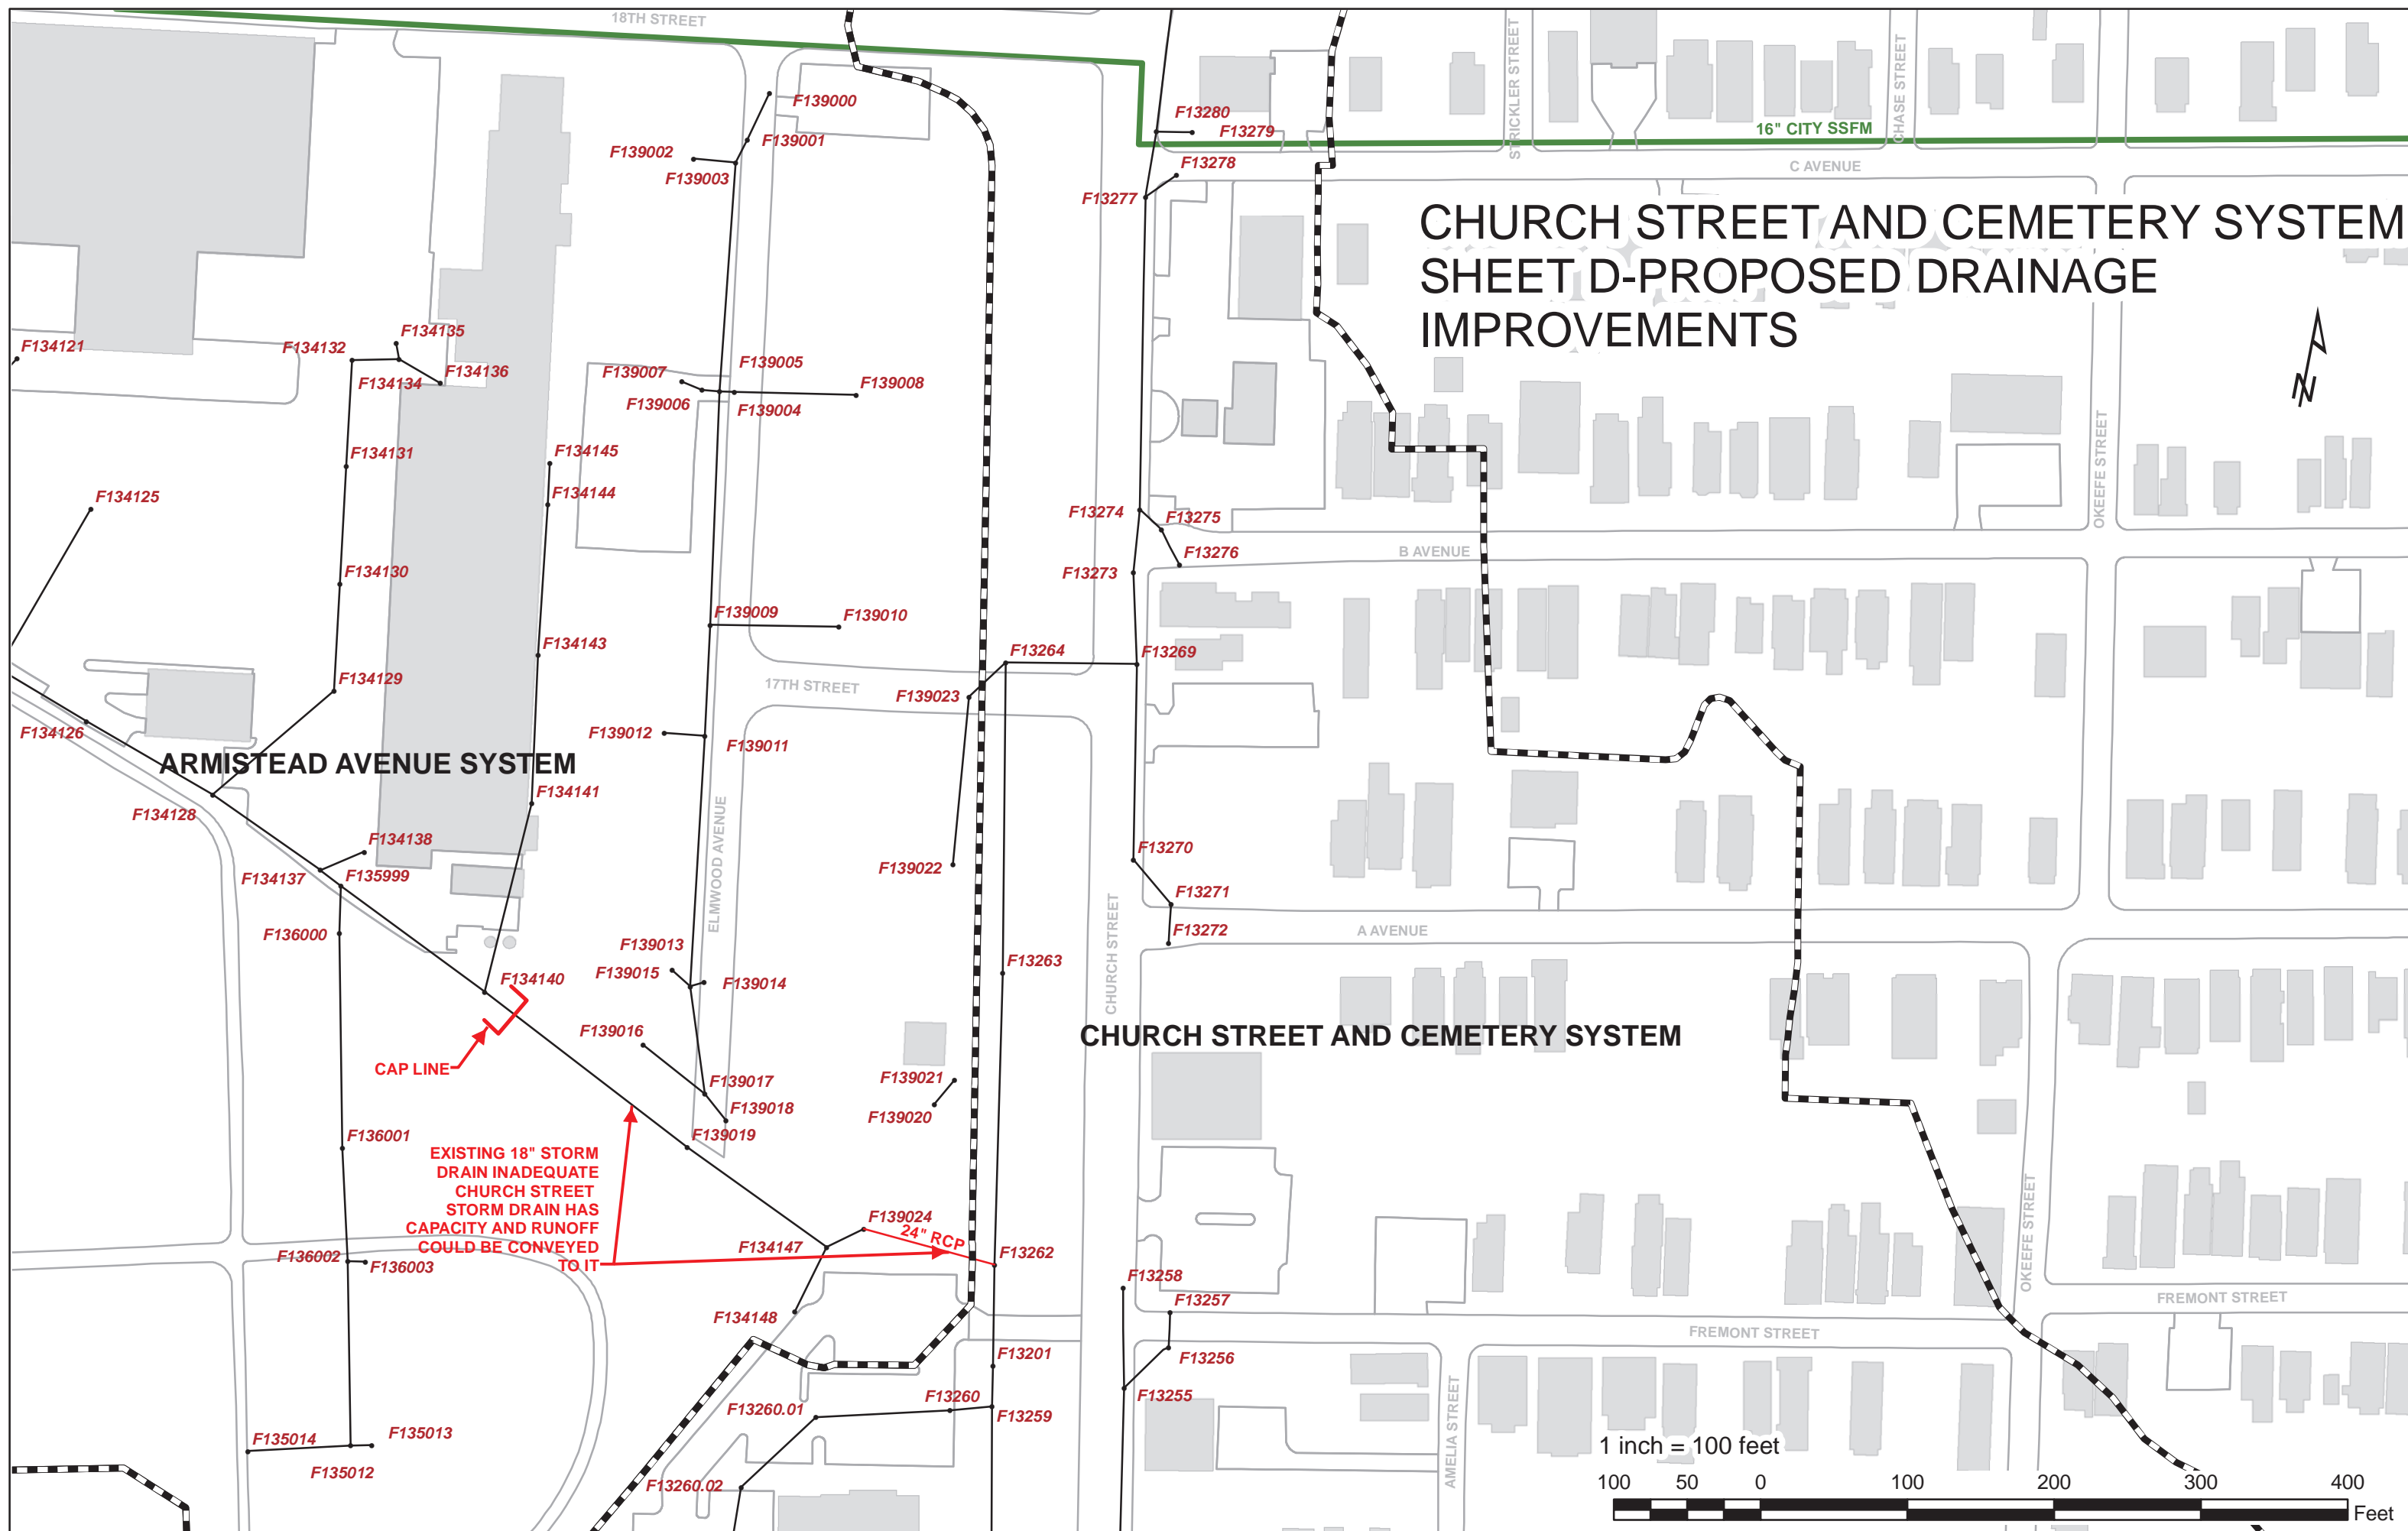 18TH STREET
STRICKLER STREET
CHASE STREET
F139000
F13280
F13279
16" CITY SSFM
F139001
F139002
F139003
F13278
C AVENUE
F13277
CHURCH STREET AND CEMETERY SYSTEM
SHEET D-PROPOSED DRAINAGE
IMPROVEMENTS
N
F134121
F134135
F134132
F134134
F134136
F139005
F139007
F139008
F139006
F139004
F134131
F134145
F134125
F134144
F13274
F13275
OKEEFE STREET
B AVENUE
F13276
F13273
F134130
F139009
F139010
F134143
F13264
F13269
F134129
17TH STREET
F139023
F134126
F139012
F139011
ARMISTEAD AVENUE SYSTEM
F134141
F134128
F134138
F134137
F135999
ELMWOOD AVENUE
F139022
F13270
F13271
F13272
A AVENUE
CHURCH STREET
F136000
F139013
F139015
F139014
F13263
F134140
F139016
CHURCH STREET AND CEMETERY SYSTEM
CAP LINE
F139017
F139021
F139020
F139018
F139019
F136001
EXISTING 18" STORM
DRAIN INADEQUATE
CHURCH STREET
STORM DRAIN HAS
CAPACITY AND RUNOFF
COULD BE CONVEYED
TO IT
F139024
24" RCP
F134147
F13262
F136002
F136003
OKEEFE STREET
F13258
F13257
FREMONT STREET
F134148
FREMONT STREET
F13256
F13201
F13255
F13260
F13260.01
F13259
AMELIA STREET
F135014
F135013
F135012
F13260.02
1 inch = 100 feet
100 50 0 100 200 300 400
Feet